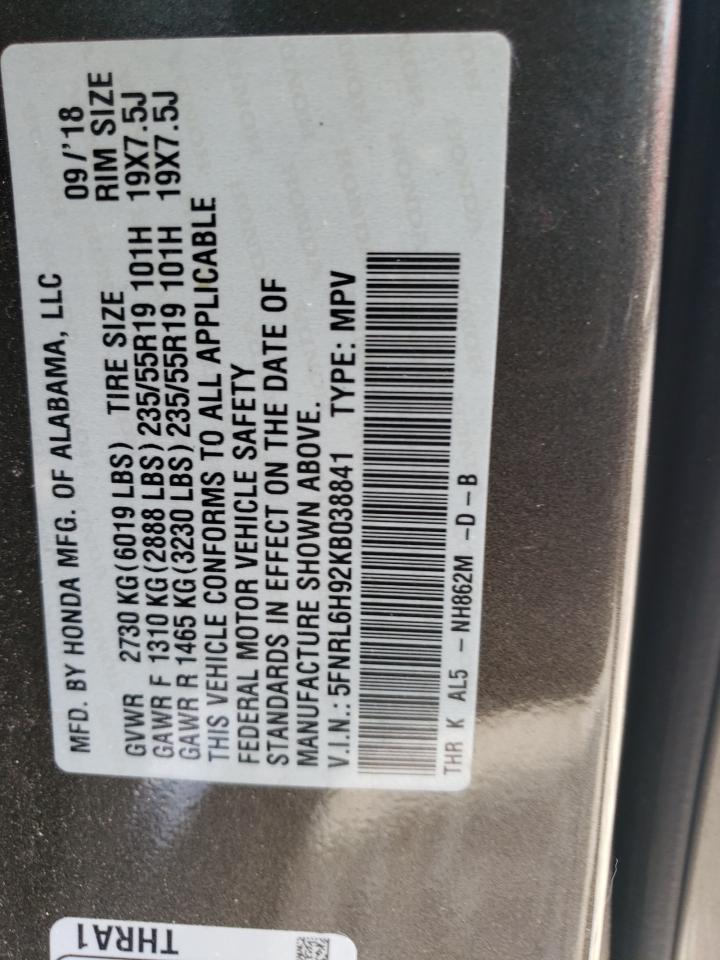 MFD. BY HONDA MFG. OF ALABAMA, LLC 09/'18
GVWR 2730 KG(6019 LBS) TIRE SIZE RIM SIZE
GAWR F 1310 KG(2888 LBS) 235/55R19 101H 19X7.5J
GAWR R 1465 KG(3230 LBS) 235/55R19 101H 19X7.5J
THIS VEHICLE CONFORMS TO ALL APPLICABLE
FEDERAL MOTOR VEHICLE SAFETY
STANDARDS IN EFFECT ON THE DATE OF
MANUFACTURE SHOWN ABOVE.
V.I.N.: 5FNRL6H92KB038841 TYPE: MPV
THR K AL5 - NH862M -D-B
THRA1